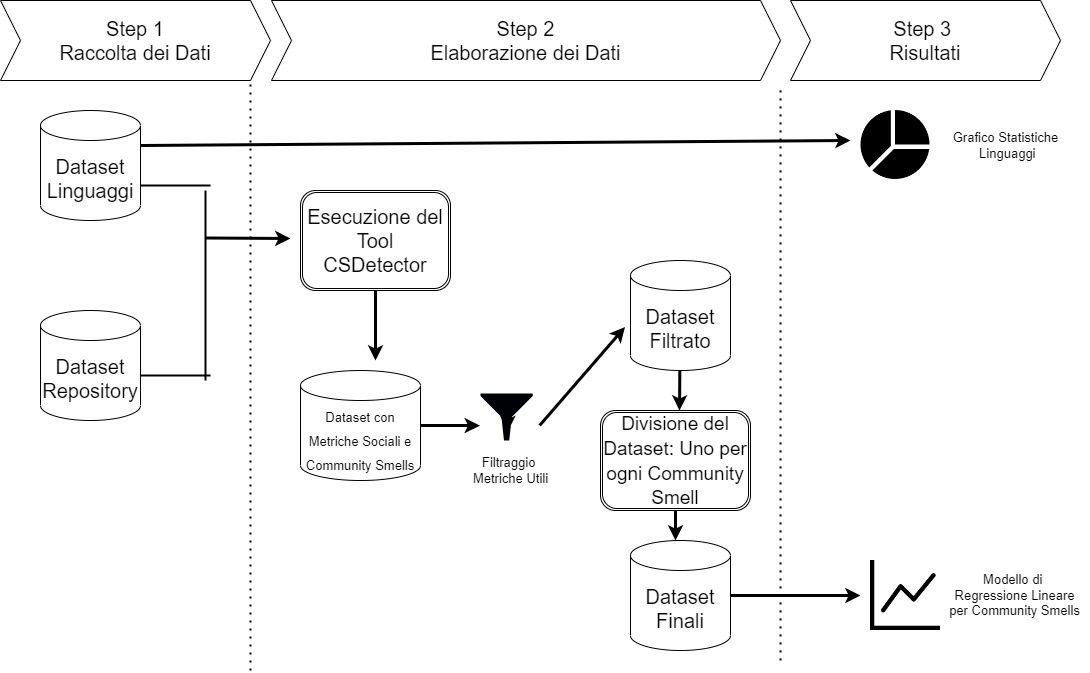 Step 1
Raccolta dei Dati
Step 2
Elaborazione dei Dati
Step 3
Risultati
Dataset
Linguaggi
Grafico Statistiche
Linguaggi
Esecuzione del
Tool
CSDetector
Dataset
Repository
Dataset con
Metriche Sociali e
Community Smells
Filtraggio
Metriche Utili
Dataset
Filtrato
Divisione del
Dataset: Uno per
ogni Community
Smell
Dataset
Finali
Modello di
Regressione Lineare
per Community Smells